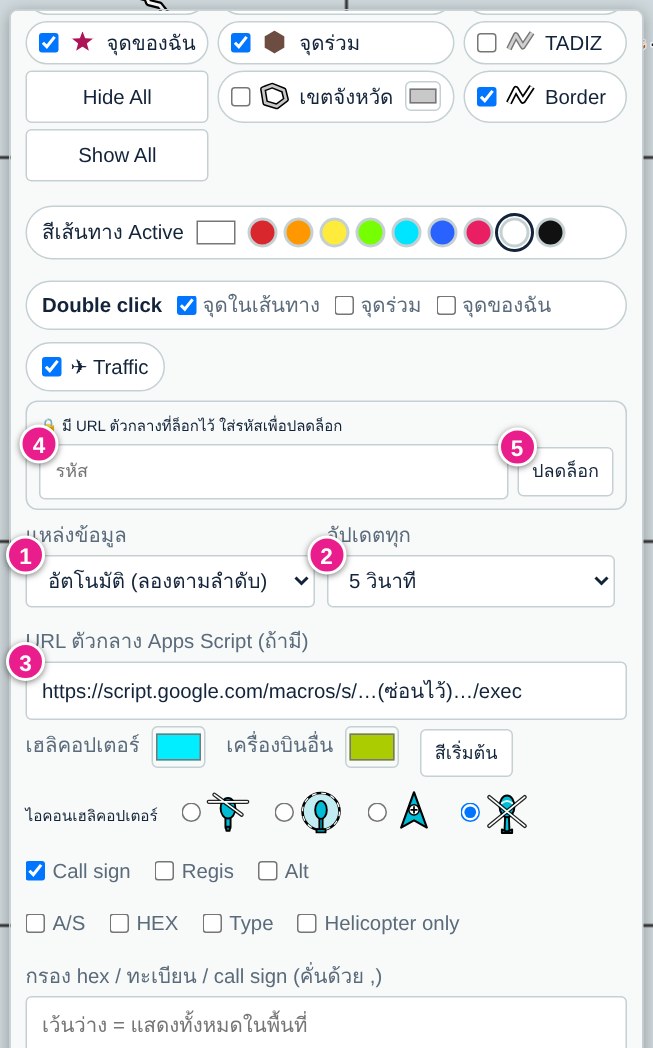 จุดของฉัน จุดร่วม TADIZ
Hide All เขตจังหวัด Border
Show All
สีเส้นทาง Active
Double click จุดในเส้นทาง จุดร่วม จุดของฉัน
✈ Traffic
🔒 มี URL ตัวกลางที่ล็อกไว้ ใส่รหัสเพื่อปลดล็อก
4 รหัส 5 ปลดล็อก
แหล่งข้อมูล อัปเดตทุก
1 อัตโนมัติ (ลองตามลำดับ) 2 5 วินาที
URL ตัวกลาง Apps Script (ถ้ามี)
3
https://script.google.com/macros/s/…(ซ่อนไว้)…/exec
เฮลิคอปเตอร์ เครื่องบินอื่น สีเริ่มต้น
ไอคอนเฮลิคอปเตอร์
Call sign Regis Alt
A/S HEX Type Helicopter only
กรอง hex / ทะเบียน / call sign (คั่นด้วย ,)
เว้นว่าง = แสดงทั้งหมดในพื้นที่